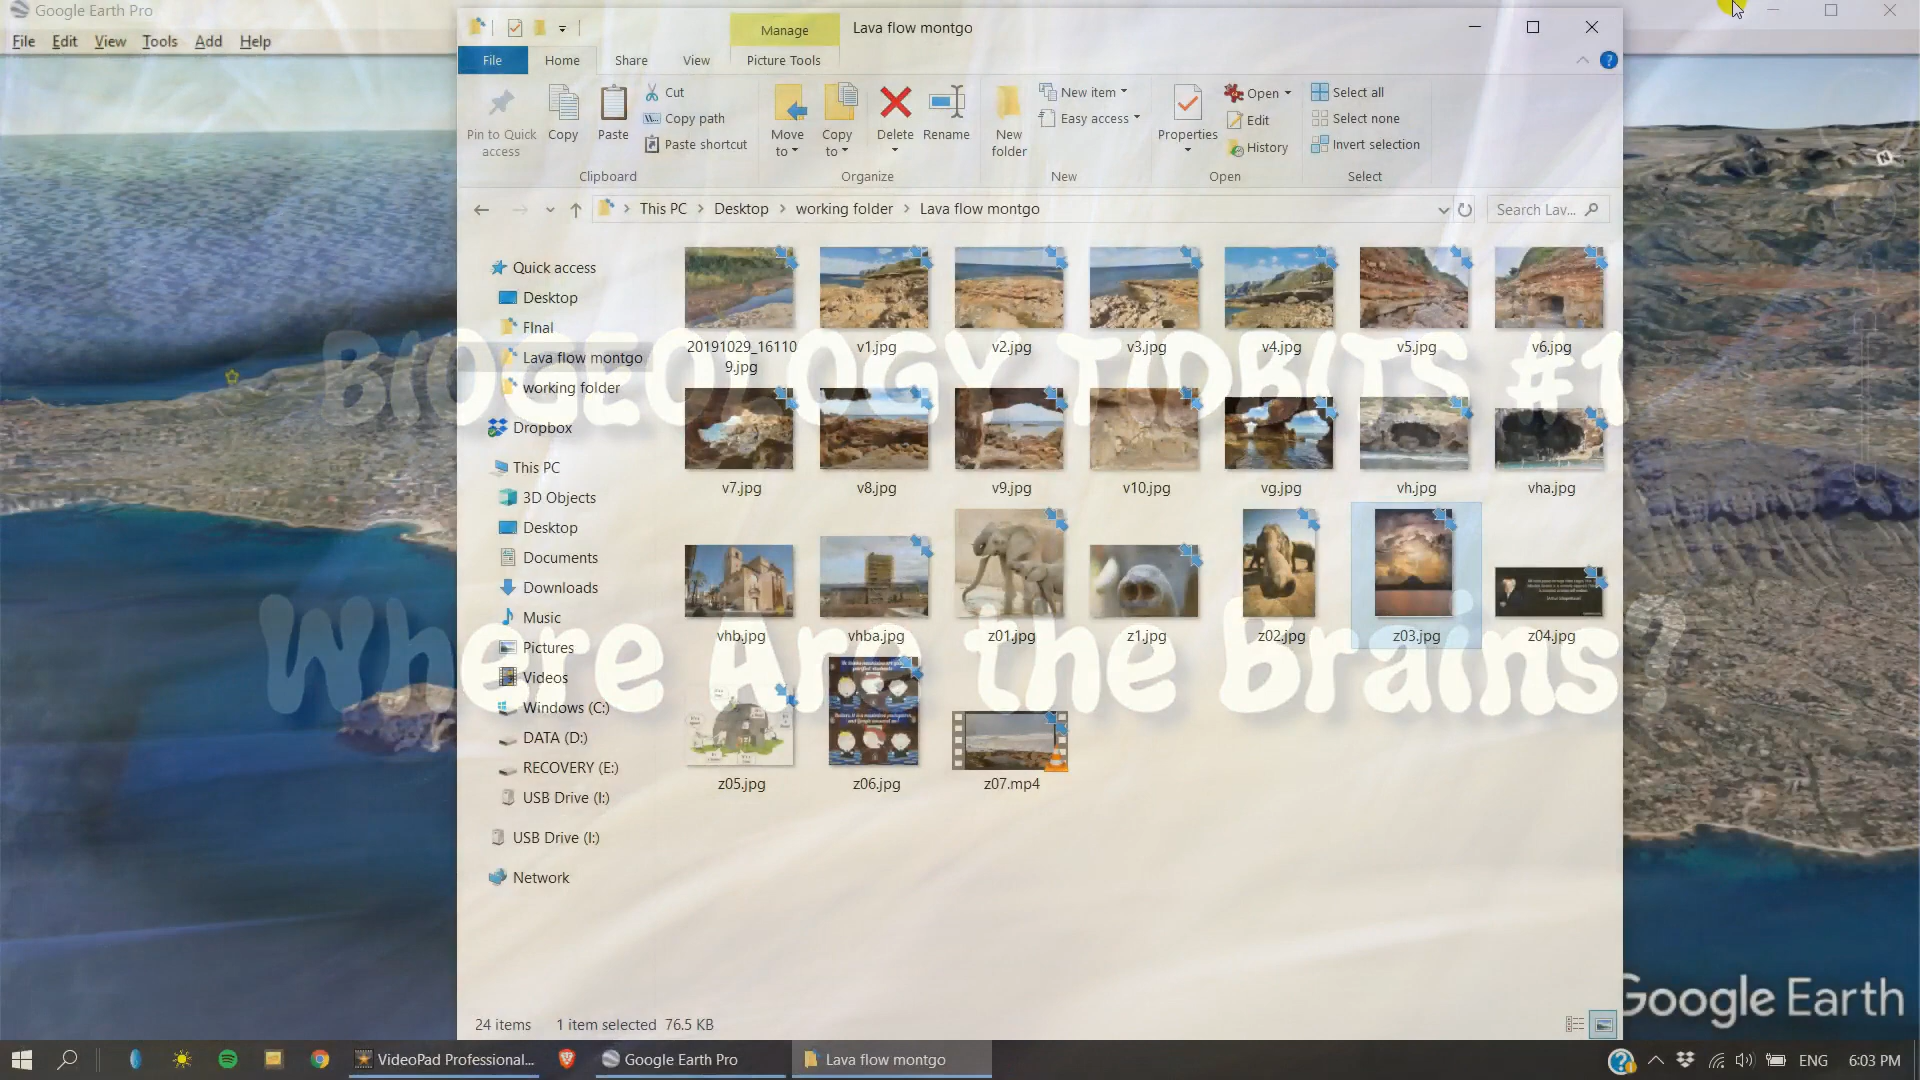 Google Earth Pro
File Edit View Tools Add Help
Manage
Lava flow montgo
File Home Share View Picture Tools
Pin to Quick access
Copy
Paste
Cut
Copy path
Paste shortcut
Move to
Copy to
Delete
Rename
New folder
New item
Easy access
Properties
Open
Edit
History
Select all
Select none
Invert selection
Clipboard Organize New Open Select
This PC Desktop working folder Lava flow montgo
Search Lav...
Quick access
Desktop
FInal
Lava flow montgo
working folder
Dropbox
This PC
3D Objects
Desktop
Documents
Downloads
Music
Pictures
Videos
Windows (C:)
DATA (D:)
RECOVERY (E:)
USB Drive (I:)
USB Drive (I:)
Network
20191029_161109.jpg v1.jpg v2.jpg v3.jpg v4.jpg v5.jpg v6.jpg
BIOGEOLOGY TIDBITS #1
v7.jpg v8.jpg v9.jpg v10.jpg vg.jpg vh.jpg vha.jpg
vhb.jpg vhba.jpg z01.jpg z1.jpg z02.jpg z03.jpg z04.jpg
Where Are the Brains?
z05.jpg z06.jpg z07.mp4
Google Earth
24 items 1 item selected 76.5 KB
VideoPad Professional... Google Earth Pro Lava flow montgo ENG 6:03 PM